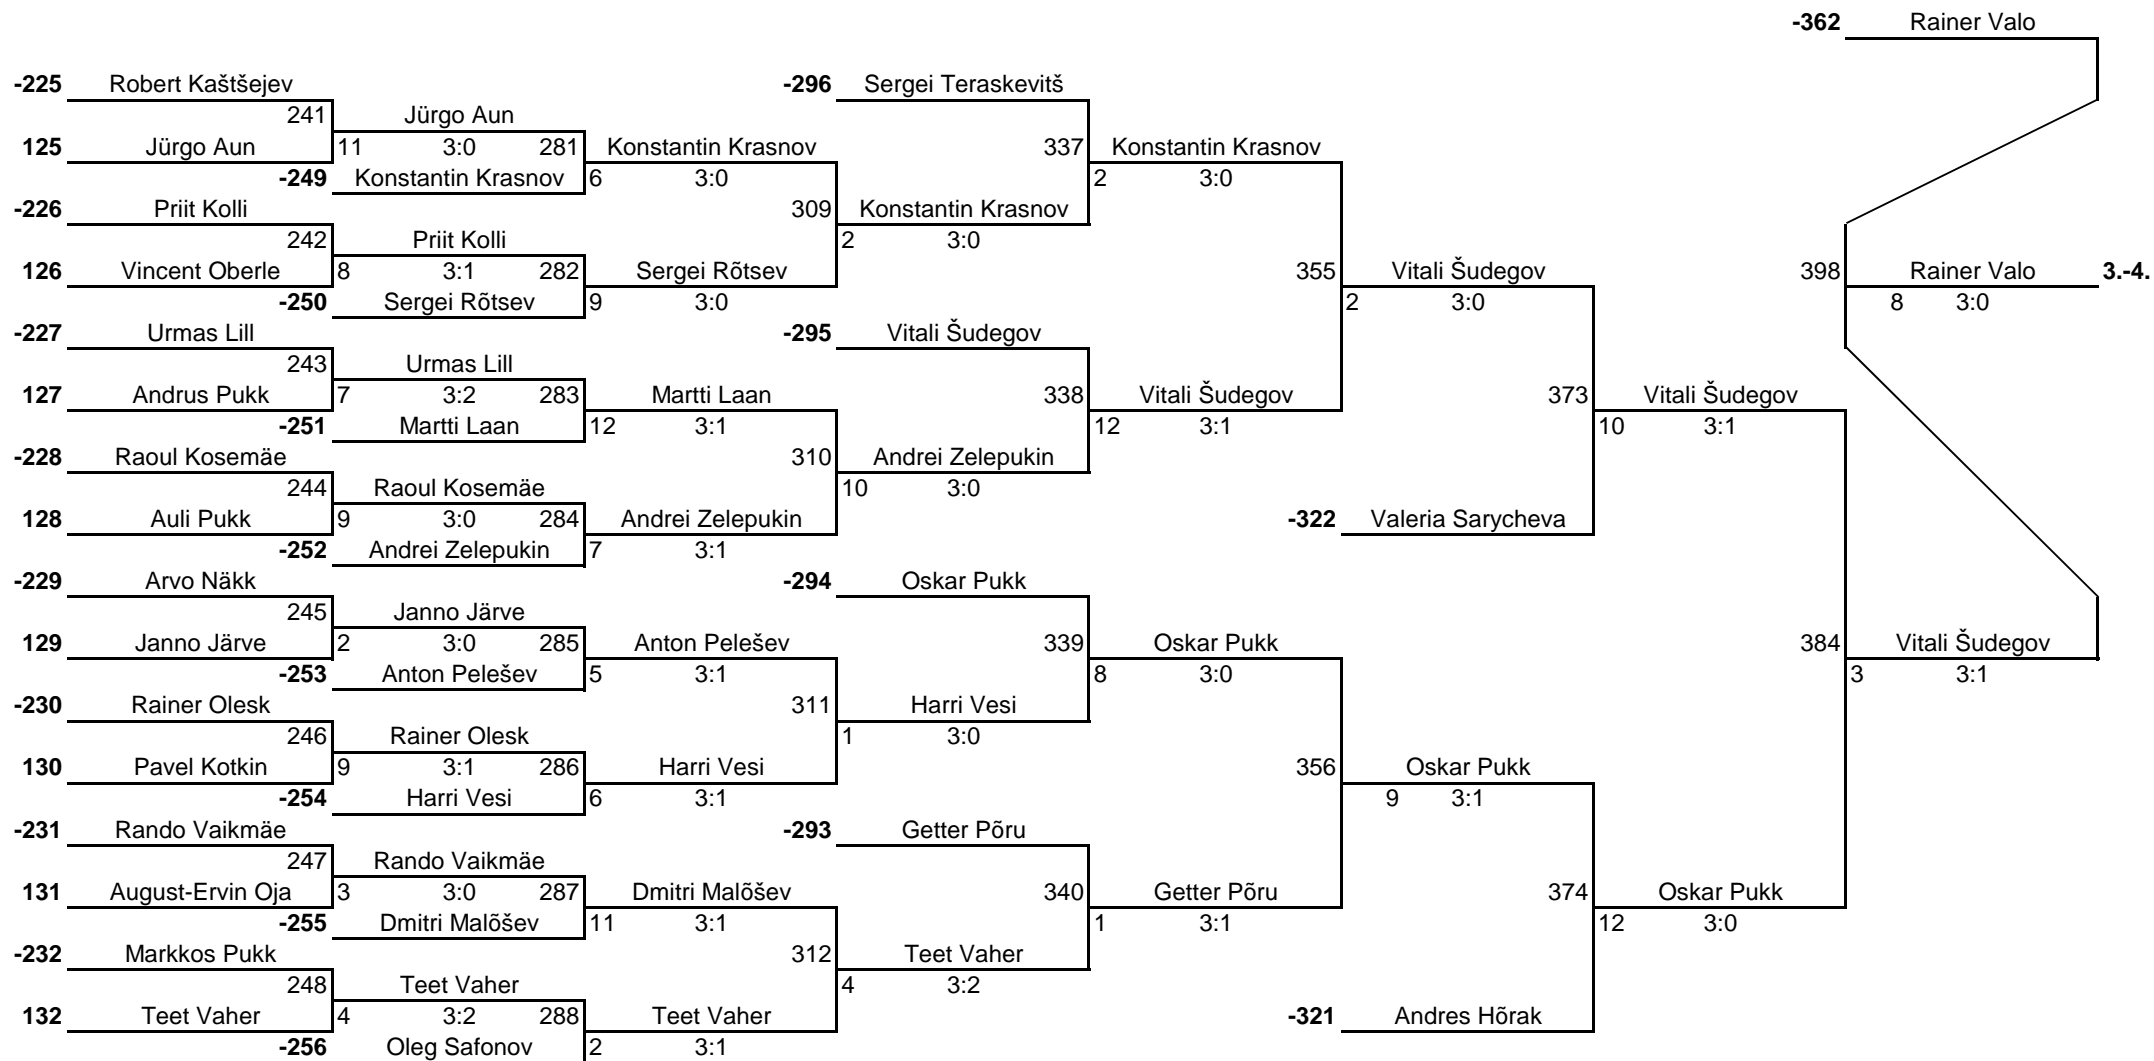 -362 Rainer Valo
-225 Robert Kaštšejev -296 Sergei Teraskevitš
241 Jürgo Aun
125 Jürgo Aun 11 3:0 281 Konstantin Krasnov 337 Konstantin Krasnov
-249 Konstantin Krasnov 6 3:0 2 3:0
-226 Priit Kolli 309 Konstantin Krasnov
242 Priit Kolli 2 3:0
126 Vincent Oberle 8 3:1 282 Sergei Rõtsev 355 Vitali Šudegov 398 Rainer Valo 3.-4.
-250 Sergei Rõtsev 9 3:0 2 3:0 8 3:0
-227 Urmas Lill -295 Vitali Šudegov
243 Urmas Lill
127 Andrus Pukk 7 3:2 283 Martti Laan 338 Vitali Šudegov 373 Vitali Šudegov
-251 Martti Laan 12 3:1 12 3:1 10 3:1
-228 Raoul Kosemäe 310 Andrei Zelepukin
244 Raoul Kosemäe 10 3:0
128 Auli Pukk 9 3:0 284 Andrei Zelepukin -322 Valeria Sarycheva
-252 Andrei Zelepukin 7 3:1
-229 Arvo Näkk -294 Oskar Pukk
245 Janno Järve
129 Janno Järve 2 3:0 285 Anton Pelešev 339 Oskar Pukk 384 Vitali Šudegov
-253 Anton Pelešev 5 3:1 8 3:0 3 3:1
-230 Rainer Olesk 311 Harri Vesi
246 Rainer Olesk 1 3:0
130 Pavel Kotkin 9 3:1 286 Harri Vesi 356 Oskar Pukk
-254 Harri Vesi 6 3:1 9 3:1
-231 Rando Vaikmäe -293 Getter Põru
247 Rando Vaikmäe
131 August-Ervin Oja 3 3:0 287 Dmitri Malõšev 340 Getter Põru 374 Oskar Pukk
-255 Dmitri Malõšev 11 3:1 1 3:1 12 3:0
-232 Markkos Pukk 312 Teet Vaher
248 Teet Vaher 4 3:2
132 Teet Vaher 4 3:2 288 Teet Vaher -321 Andres Hõrak
-256 Oleg Safonov 2 3:1